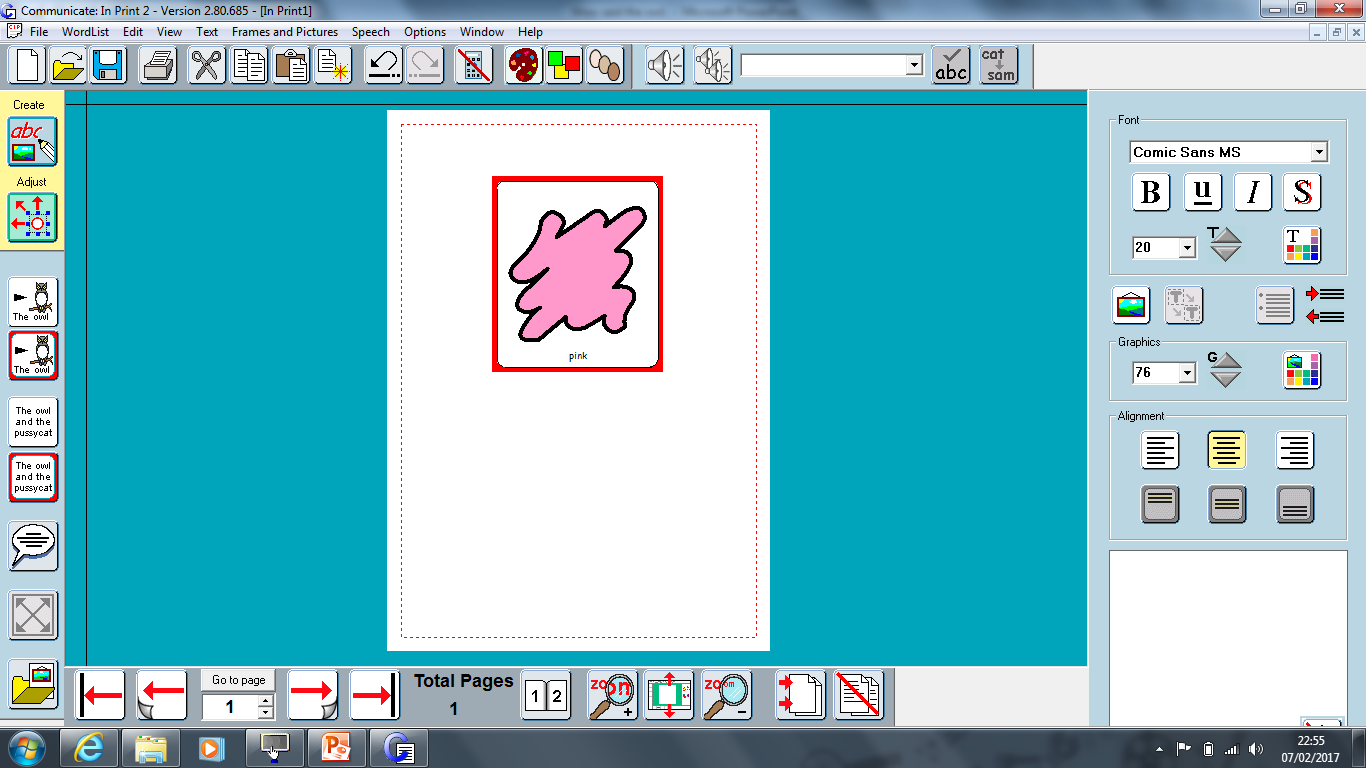 Communicate: In Print 2 - Version 2.80.685 - [In Print1]
File WordList Edit View Text Frames and Pictures Speech Options Window Help
abc
cat
sam
Create
abc
Adjust
The owl
The owl
The owl
and the
pussycat
The owl
and the
pussycat
pink
Font
Comic Sans MS
B u I S
20
T
T
Graphics
76
G
Alignment
Go to page
1
Total Pages
1
1 2
zoom
+
zoom
-
22:55
07/02/2017